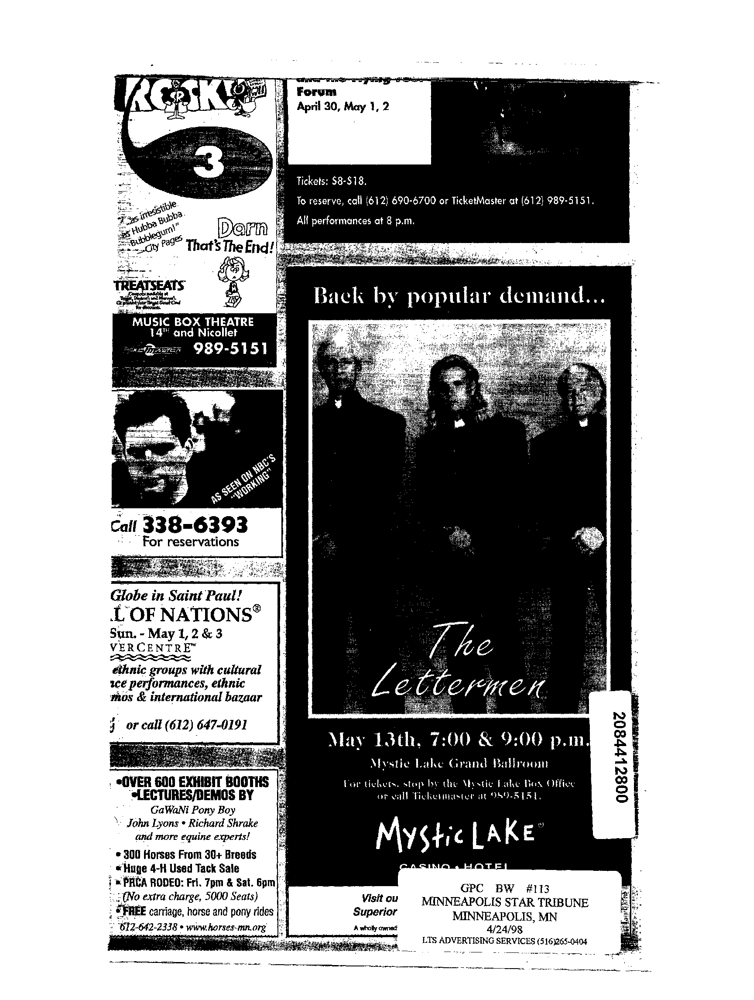 ROCK!
3
"as irresistible
as Hubba Bubba
Bubblegum!"
City Pages
Darn
That's The End!
TREATSEATS
MUSIC BOX THEATRE
14TH and Nicollet
989-5151
AS SEEN ON NBC'S
"WORKING"
Call 338-6393
For reservations
Globe in Saint Paul!
L OF NATIONS®
Sun. - May 1, 2 & 3
VERCENTRE™
ethnic groups with cultural
ce performances, ethnic
mos & international bazaar
or call (612) 647-0191
•OVER 600 EXHIBIT BOOTHS
•LECTURES/DEMOS BY
GaWaNi Pony Boy
John Lyons • Richard Shrake
and more equine experts!
• 300 Horses From 30+ Breeds
• Huge 4-H Used Tack Sale
• PRCA RODEO: Fri. 7pm & Sat. 6pm
(No extra charge, 5000 Seats)
• FREE carriage, horse and pony rides
612-642-2338 • www.horses-mn.org
Forum
April 30, May 1, 2
Tickets: $8-$18.
To reserve, call (612) 690-6700 or TicketMaster at (612) 989-5151.
All performances at 8 p.m.
Back by popular demand...
The
Lettermen
May 13th, 7:00 & 9:00 p.m.
Mystic Lake Grand Ballroom
For tickets, stop by the Mystic Lake Box Office
or call Ticketmaster at 989-5151.
MYSTIC LAKE®
CASINO • HOTEL
Visit ou
Superior
A wholly owned
GPC BW #113
MINNEAPOLIS STAR TRIBUNE
MINNEAPOLIS, MN
4/24/98
LTS ADVERTISING SERVICES (516)265-0404
2084412800